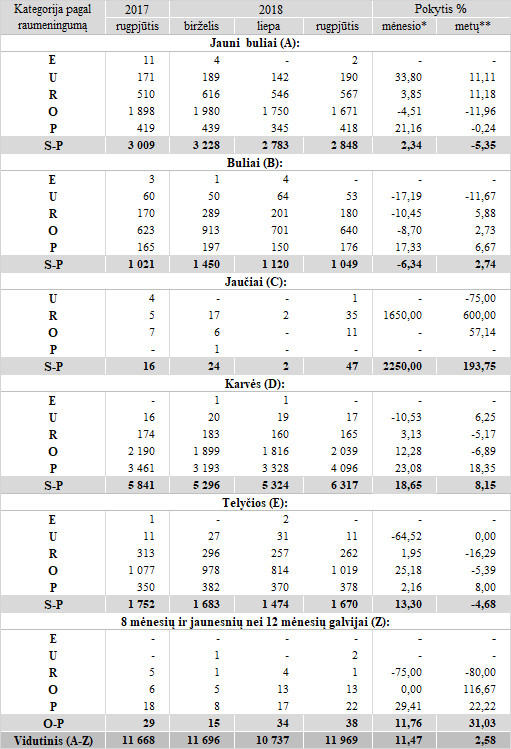 Kategorija pagal raumeningumą 2017 2018 Pokytis %
rugpjūtis birželis liepa rugpjūtis mėnesio* metų**
Jauni buliai (A):
E 11 4 - 2 - -
U 171 189 142 190 33,80 11,11
R 510 616 546 567 3,85 11,18
O 1 898 1 980 1 750 1 671 -4,51 -11,96
P 419 439 345 418 21,16 -0,24
S-P 3 009 3 228 2 783 2 848 2,34 -5,35
Buliai (B):
E 3 1 4 - - -
U 60 50 64 53 -17,19 -11,67
R 170 289 201 180 -10,45 5,88
O 623 913 701 640 -8,70 2,73
P 165 197 150 176 17,33 6,67
S-P 1 021 1 450 1 120 1 049 -6,34 2,74
Jaučiai (C):
U 4 - - 1 - -75,00
R 5 17 2 35 1650,00 600,00
O 7 6 - 11 - 57,14
P - 1 - - - -
S-P 16 24 2 47 2250,00 193,75
Karvės (D):
E - 1 1 - - -
U 16 20 19 17 -10,53 6,25
R 174 183 160 165 3,13 -5,17
O 2 190 1 899 1 816 2 039 12,28 -6,89
P 3 461 3 193 3 328 4 096 23,08 18,35
S-P 5 841 5 296 5 324 6 317 18,65 8,15
Telyčios (E):
E 1 - 2 - - -
U 11 27 31 11 -64,52 0,00
R 313 296 257 262 1,95 -16,29
O 1 077 978 814 1 019 25,18 -5,39
P 350 382 370 378 2,16 8,00
S-P 1 752 1 683 1 474 1 670 13,30 -4,68
8 mėnesių ir jaunesnių nei 12 mėnesių galvijai (Z):
E - - - - - -
U - 1 - 2 - -
R 5 1 4 1 -75,00 -80,00
O 6 5 13 13 0,00 116,67
P 18 8 17 22 29,41 22,22
O-P 29 15 34 38 11,76 31,03
Vidutinis (A-Z) 11 668 11 696 10 737 11 969 11,47 2,58